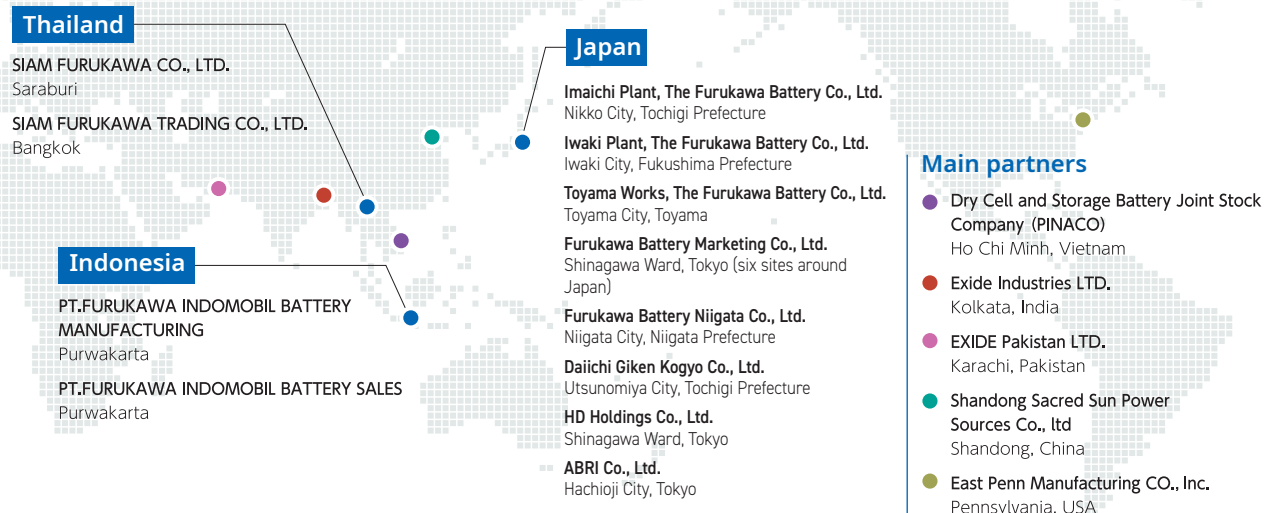 Thailand
SIAM FURUKAWA CO., LTD.
Saraburi
SIAM FURUKAWA TRADING CO., LTD.
Bangkok
Indonesia
PT.FURUKAWA INDOMOBIL BATTERY
MANUFACTURING
Purwakarta
PT.FURUKAWA INDOMOBIL BATTERY SALES
Purwakarta
Japan
Imaichi Plant, The Furukawa Battery Co., Ltd.
Nikko City, Tochigi Prefecture
Iwaki Plant, The Furukawa Battery Co., Ltd.
Iwaki City, Fukushima Prefecture
Toyama Works, The Furukawa Battery Co., Ltd.
Toyama City, Toyama
Furukawa Battery Marketing Co., Ltd.
Shinagawa Ward, Tokyo (six sites around
Japan)
Furukawa Battery Niigata Co., Ltd.
Niigata City, Niigata Prefecture
Daiichi Giken Kogyo Co., Ltd.
Utsunomiya City, Tochigi Prefecture
HD Holdings Co., Ltd.
Shinagawa Ward, Tokyo
ABRI Co., Ltd.
Hachioji City, Tokyo
Main partners
Dry Cell and Storage Battery Joint Stock
Company (PINACO)
Ho Chi Minh, Vietnam
Exide Industries LTD.
Kolkata, India
EXIDE Pakistan LTD.
Karachi, Pakistan
Shandong Sacred Sun Power
Sources Co., ltd
Shandong, China
East Penn Manufacturing CO., Inc.
Pennsylvania, USA